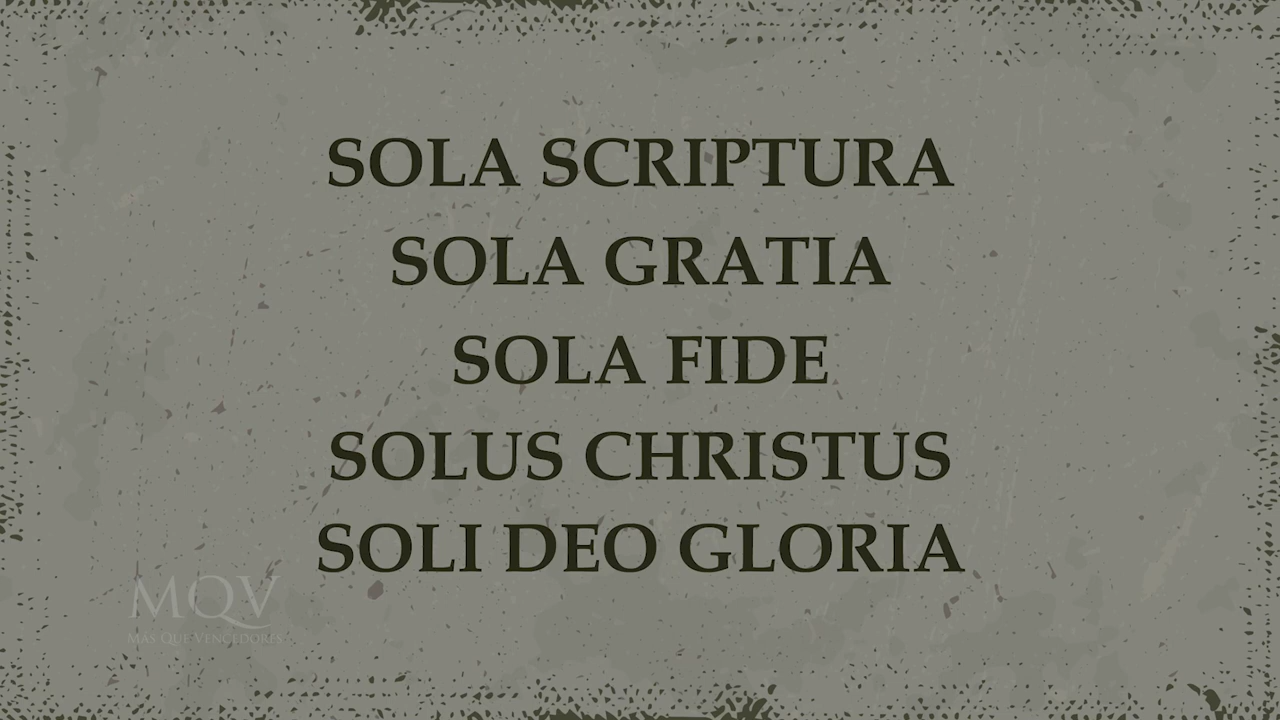 SOLA SCRIPTURA
SOLA GRATIA
SOLA FIDE
SOLUS CHRISTUS
SOLI DEO GLORIA
MQV
MÁS QUE VENCEDORES